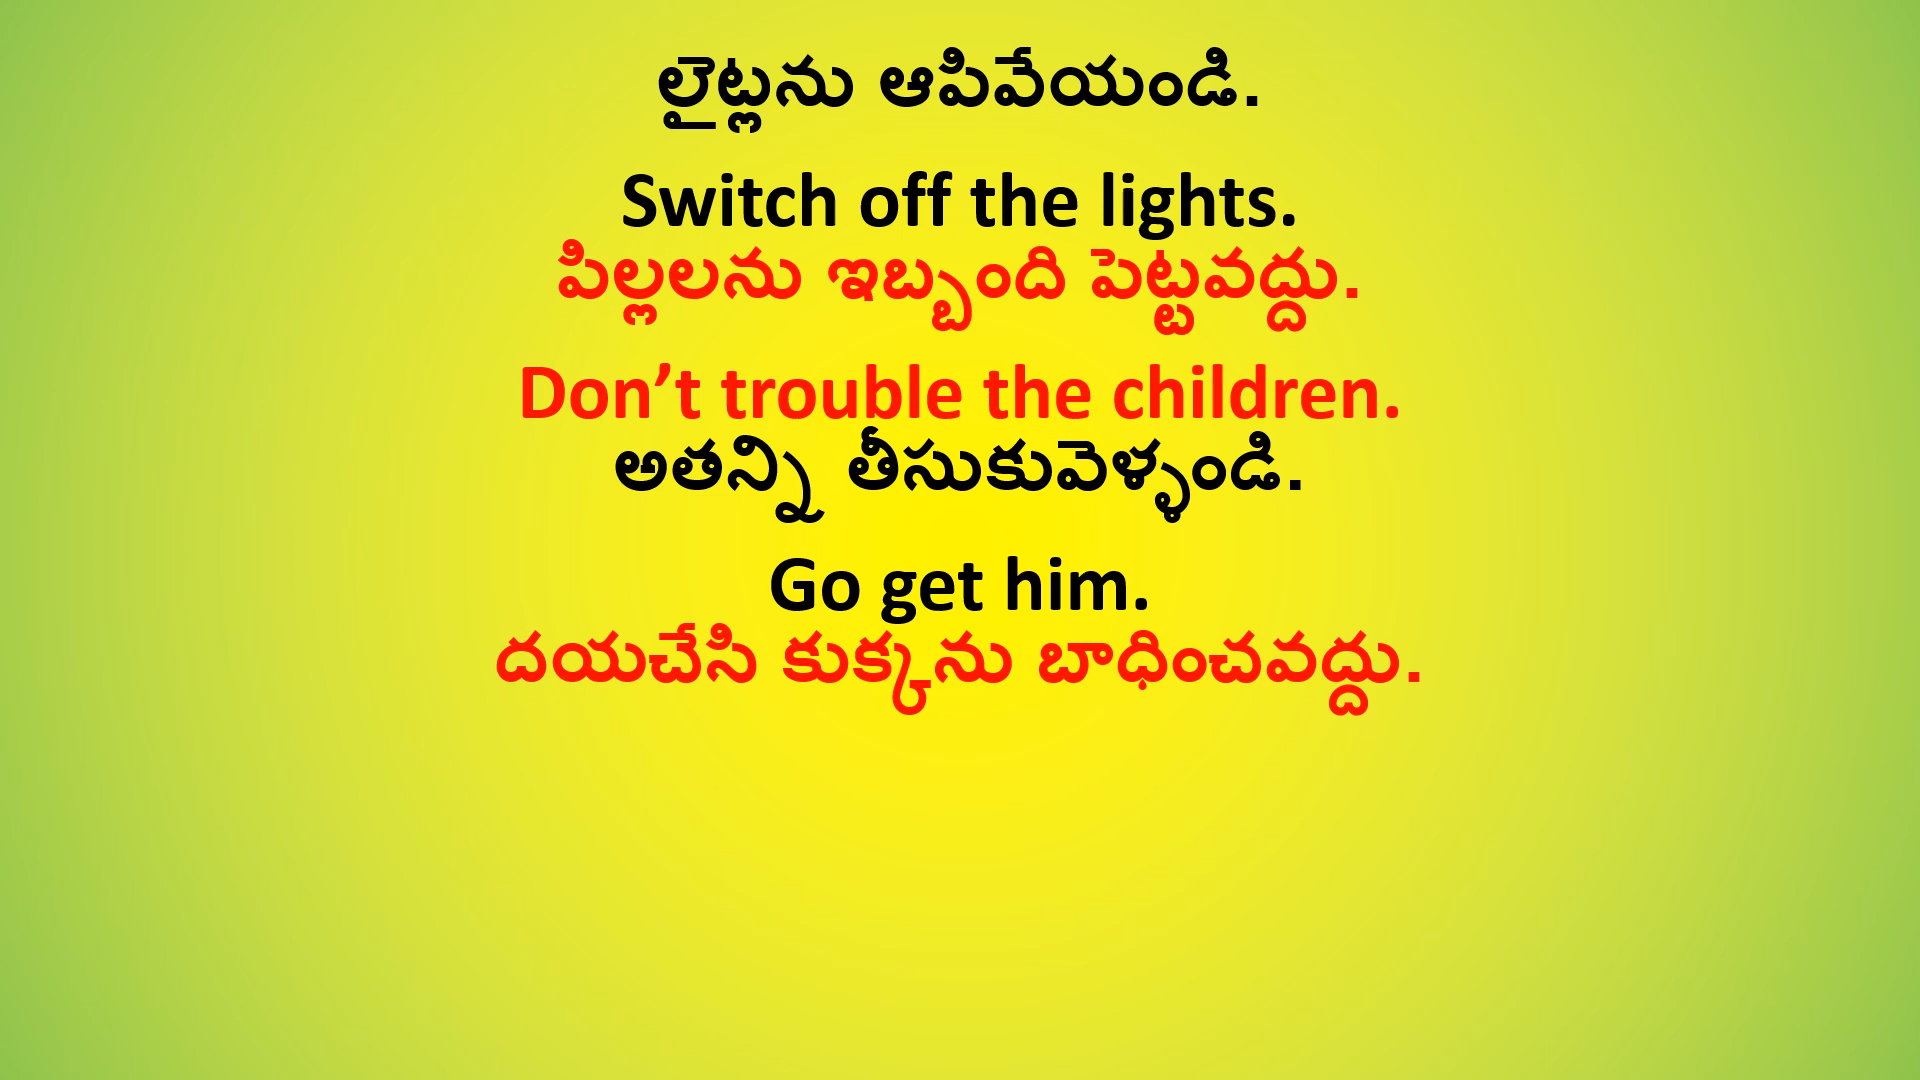 లైట్లను ఆపివేయండి.
Switch off the lights.
పిల్లలను ఇబ్బంది పెట్టవద్దు.
Don’t trouble the children.
అతన్ని తీసుకువెళ్ళండి.
Go get him.
దయచేసి కుక్కను బాధించవద్దు.